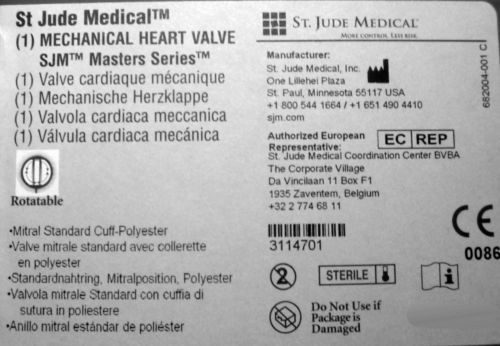 St Jude Medical™
(1) MECHANICAL HEART VALVE
SJM™ Masters Series™
(1) Valve cardiaque mécanique
(1) Mechanische Herzklappe
(1) Valvola cardiaca meccanica
(1) Válvula cardiaca mecánica
Rotatable
•Mitral Standard Cuff-Polyester
•Valve mitrale standard avec collerette
en polyester
•Standardnahtring, Mitralposition, Polyester
•Valvola mitrale Standard con cuffia di
sutura in poliestere
•Anillo mitral estándar de poliéster
ST. JUDE MEDICAL
MORE CONTROL. LESS RISK.
Manufacturer:
St. Jude Medical, Inc.
One Lillehei Plaza
St. Paul, Minnesota 55117 USA
+1 800 544 1664 / +1 651 490 4410
sjm.com
Authorized European
Representative:
EC REP
St. Jude Medical Coordination Center BVBA
The Corporate Village
Da Vincilaan 11 Box F1
1935 Zaventem, Belgium
+32 2 774 68 11
3114701
CE
0086
2
STERILE
i
Do Not Use if
Package is
Damaged
682004-001 C